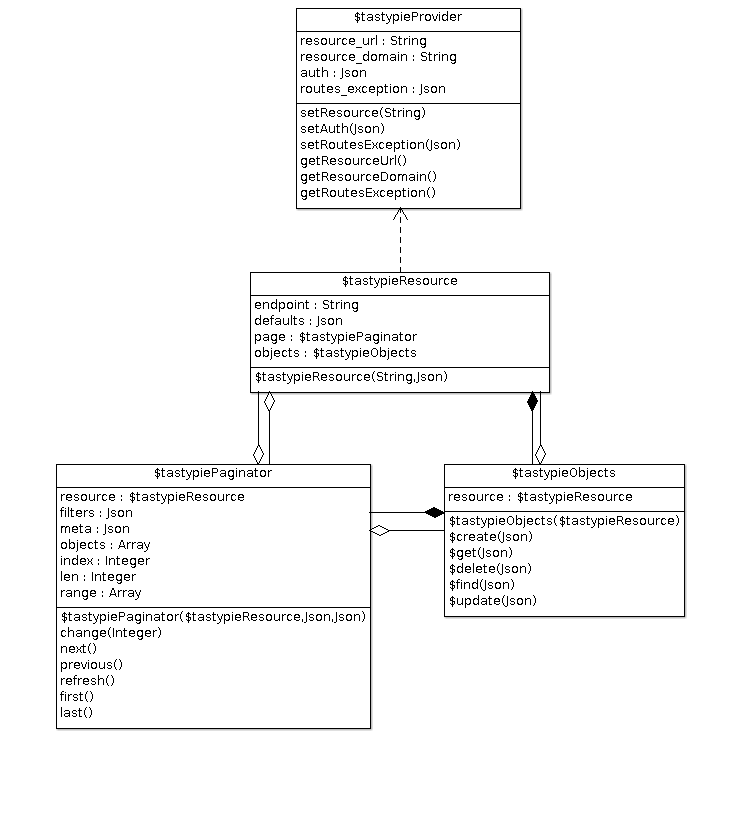 $tastypieProvider
resource_url : String
resource_domain : String
auth : Json
routes_exception : Json
setResource(String)
setAuth(Json)
setRoutesException(Json)
getResourceUrl()
getResourceDomain()
getRoutesException()
$tastypieResource
endpoint : String
defaults : Json
page : $tastypiePaginator
objects : $tastypieObjects
$tastypieResource(String,Json)
$tastypiePaginator
resource : $tastypieResource
filters : Json
meta : Json
objects : Array
index : Integer
len : Integer
range : Array
$tastypiePaginator($tastypieResource,Json,Json)
change(Integer)
next()
previous()
refresh()
first()
last()
$tastypieObjects
resource : $tastypieResource
$tastypieObjects($tastypieResource)
$create(Json)
$get(Json)
$delete(Json)
$find(Json)
$update(Json)